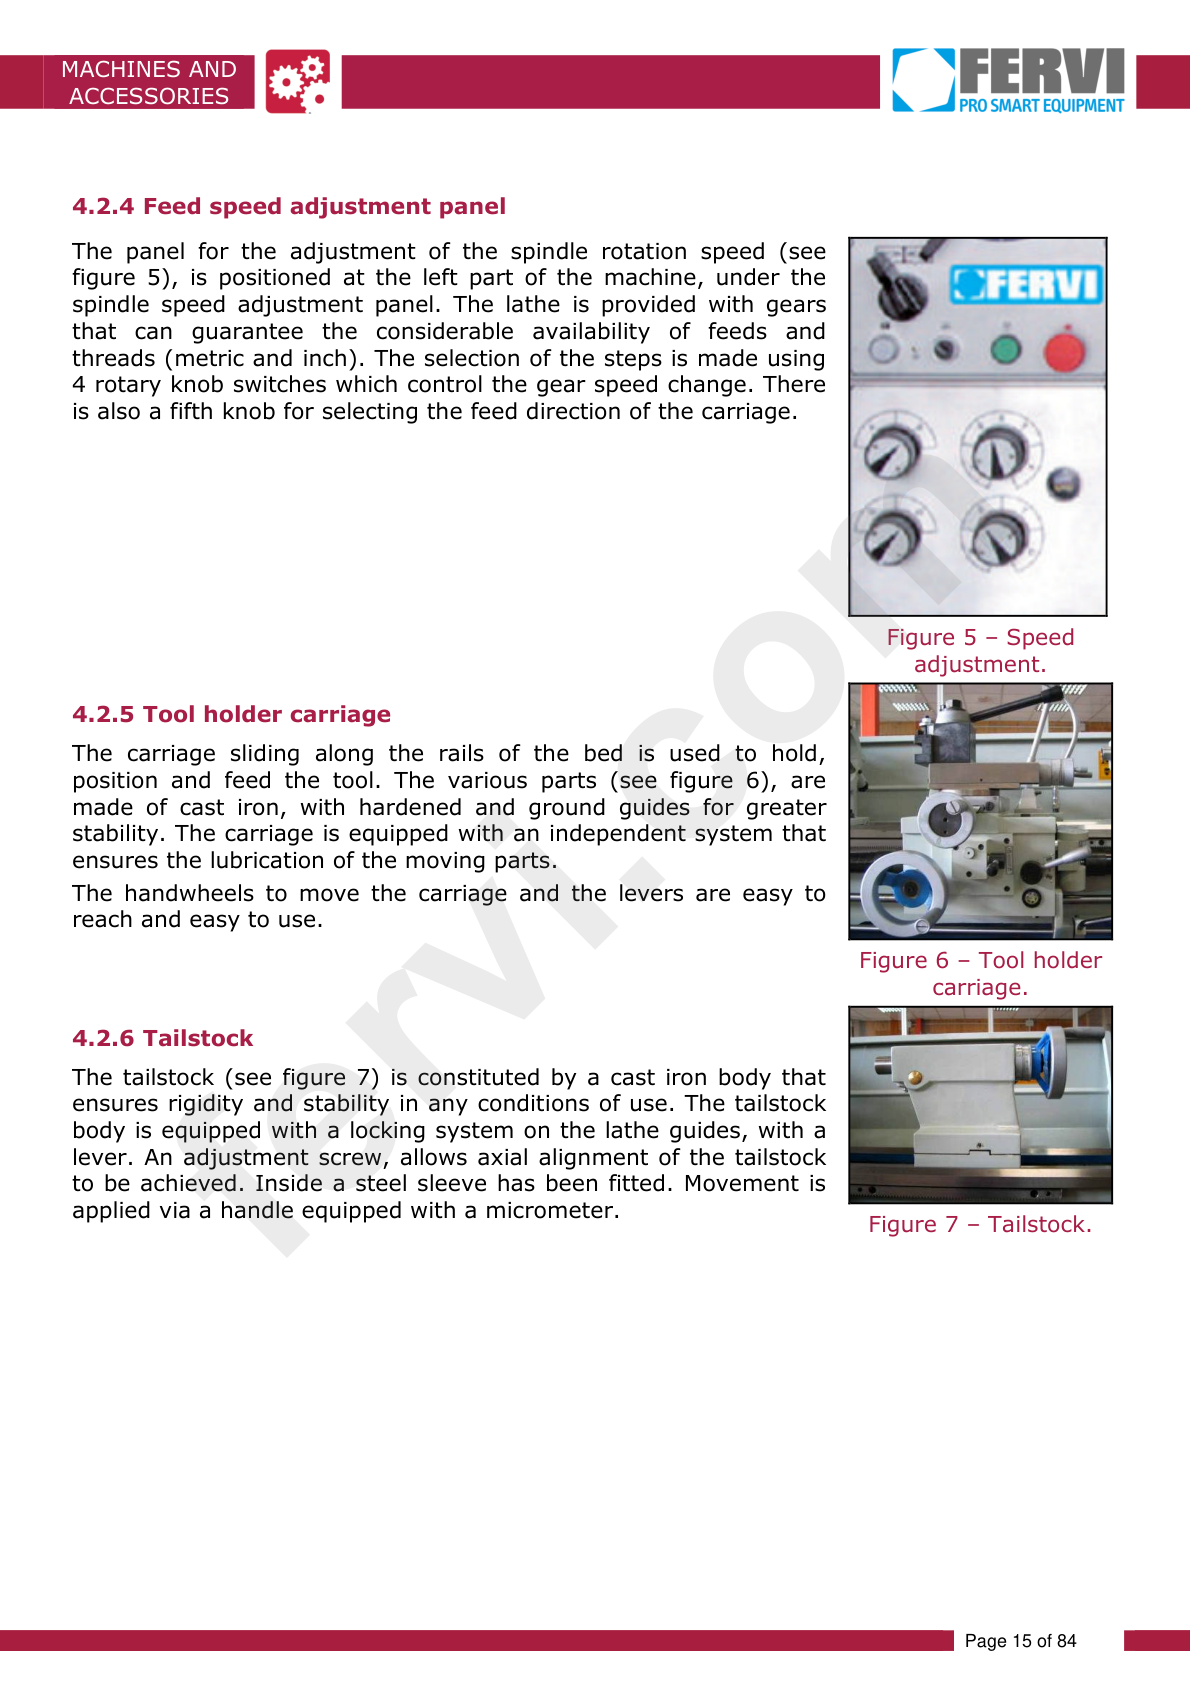 MACHINES AND
ACCESSORIES
FERVI
PRO SMART EQUIPMENT
4.2.4 Feed speed adjustment panel
The panel for the adjustment of the spindle rotation speed (see
figure 5), is positioned at the left part of the machine, under the
spindle speed adjustment panel. The lathe is provided with gears
that can guarantee the considerable availability of feeds and
threads (metric and inch). The selection of the steps is made using
4 rotary knob switches which control the gear speed change. There
is also a fifth knob for selecting the feed direction of the carriage.
FERVI
Figure 5 – Speed
adjustment.
4.2.5 Tool holder carriage
The carriage sliding along the rails of the bed is used to hold,
position and feed the tool. The various parts (see figure 6), are
made of cast iron, with hardened and ground guides for greater
stability. The carriage is equipped with an independent system that
ensures the lubrication of the moving parts.
The handwheels to move the carriage and the levers are easy to
reach and easy to use.
Figure 6 – Tool holder
carriage.
4.2.6 Tailstock
The tailstock (see figure 7) is constituted by a cast iron body that
ensures rigidity and stability in any conditions of use. The tailstock
body is equipped with a locking system on the lathe guides, with a
lever. An adjustment screw, allows axial alignment of the tailstock
to be achieved. Inside a steel sleeve has been fitted. Movement is
applied via a handle equipped with a micrometer.
Figure 7 – Tailstock.
fervi.com
Page 15 of 84